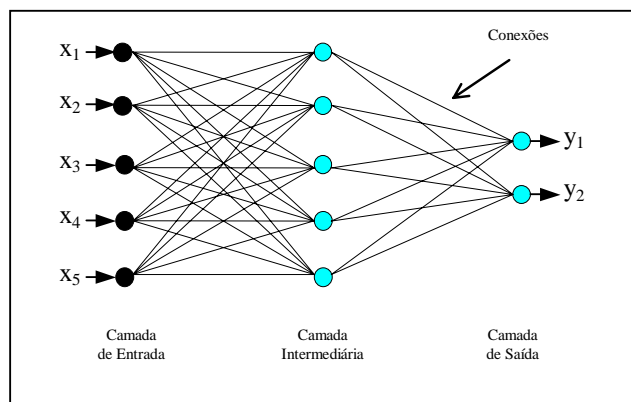 Conexões
x1
x2
x3
x4
x5
y1
y2
Camada
de Entrada
Camada
Intermediária
Camada
de Saída